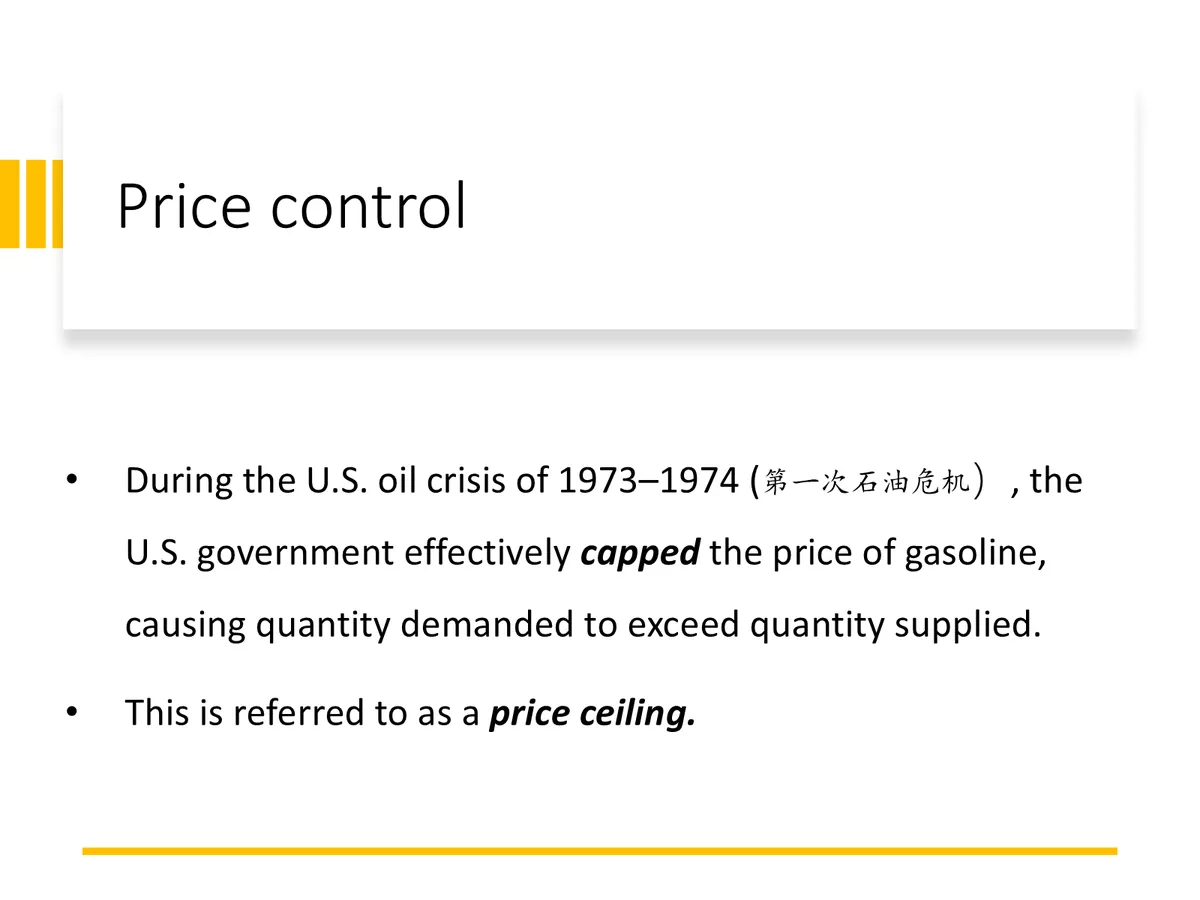 Price control
• During the U.S. oil crisis of 1973–1974 (第一次石油危机） , the
U.S. government effectively capped the price of gasoline,
causing quantity demanded to exceed quantity supplied.
• This is referred to as a price ceiling.